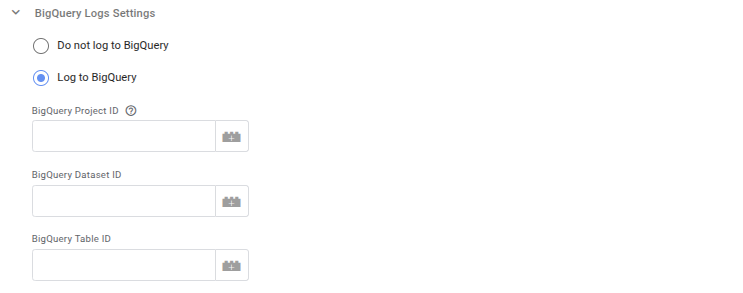 BigQuery Logs Settings
Do not log to BigQuery
Log to BigQuery
BigQuery Project ID
BigQuery Dataset ID
BigQuery Table ID